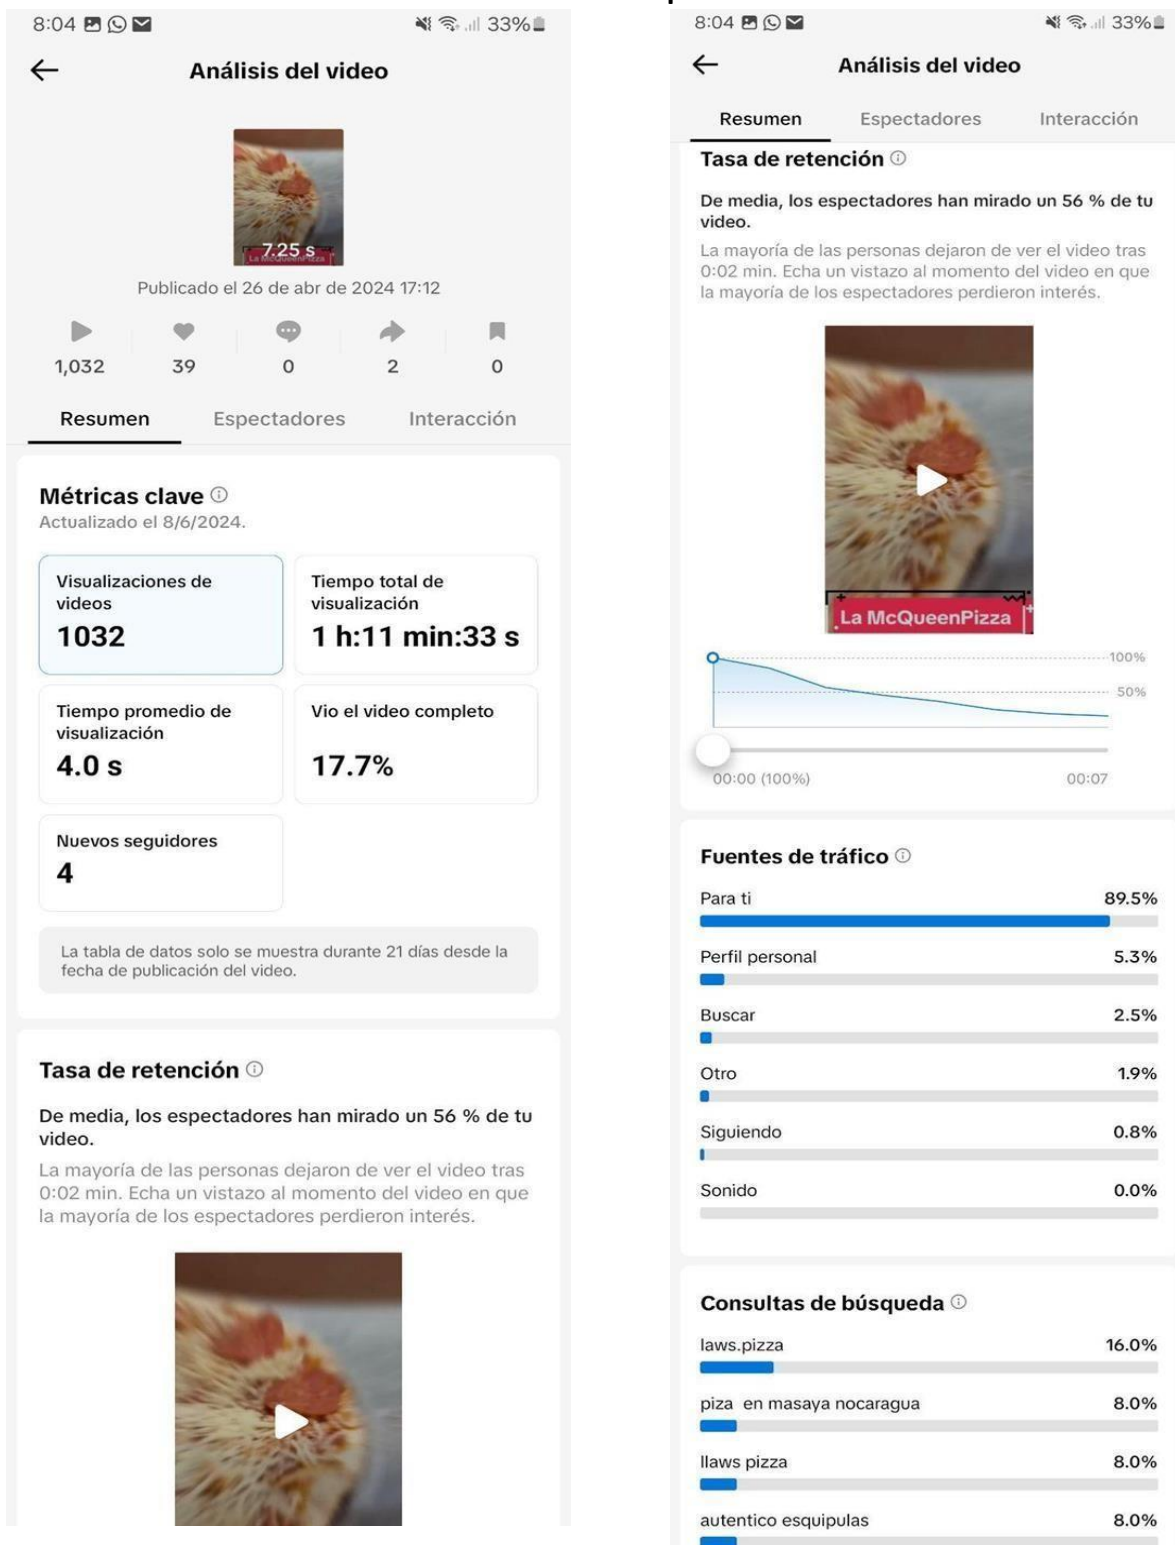 8:04 33%
Análisis del video
7.25 s
La McQueenPizza
Publicado el 26 de abr de 2024 17:12
1,032 39 0 2 0
Resumen Espectadores Interacción
Métricas clave
Actualizado el 8/6/2024.
Visualizaciones de
videos
1032
Tiempo total de
visualización
1 h:11 min:33 s
Tiempo promedio de
visualización
4.0 s
Vio el video completo
17.7%
Nuevos seguidores
4
La tabla de datos solo se muestra durante 21 días desde la
fecha de publicación del video.
Tasa de retención
De media, los espectadores han mirado un 56 % de tu
video.
La mayoría de las personas dejaron de ver el video tras
0:02 min. Echa un vistazo al momento del video en que
la mayoría de los espectadores perdieron interés.
8:04 33%
Análisis del video
Resumen Espectadores Interacción
Tasa de retención
De media, los espectadores han mirado un 56 % de tu
video.
La mayoría de las personas dejaron de ver el video tras
0:02 min. Echa un vistazo al momento del video en que
la mayoría de los espectadores perdieron interés.
La McQueenPizza
100%
50%
00:00 (100%) 00:07
Fuentes de tráfico
Para ti 89.5%
Perfil personal 5.3%
Buscar 2.5%
Otro 1.9%
Siguiendo 0.8%
Sonido 0.0%
Consultas de búsqueda
laws.pizza 16.0%
piza en masaya nocaragua 8.0%
llaws pizza 8.0%
autentico esquipulas 8.0%